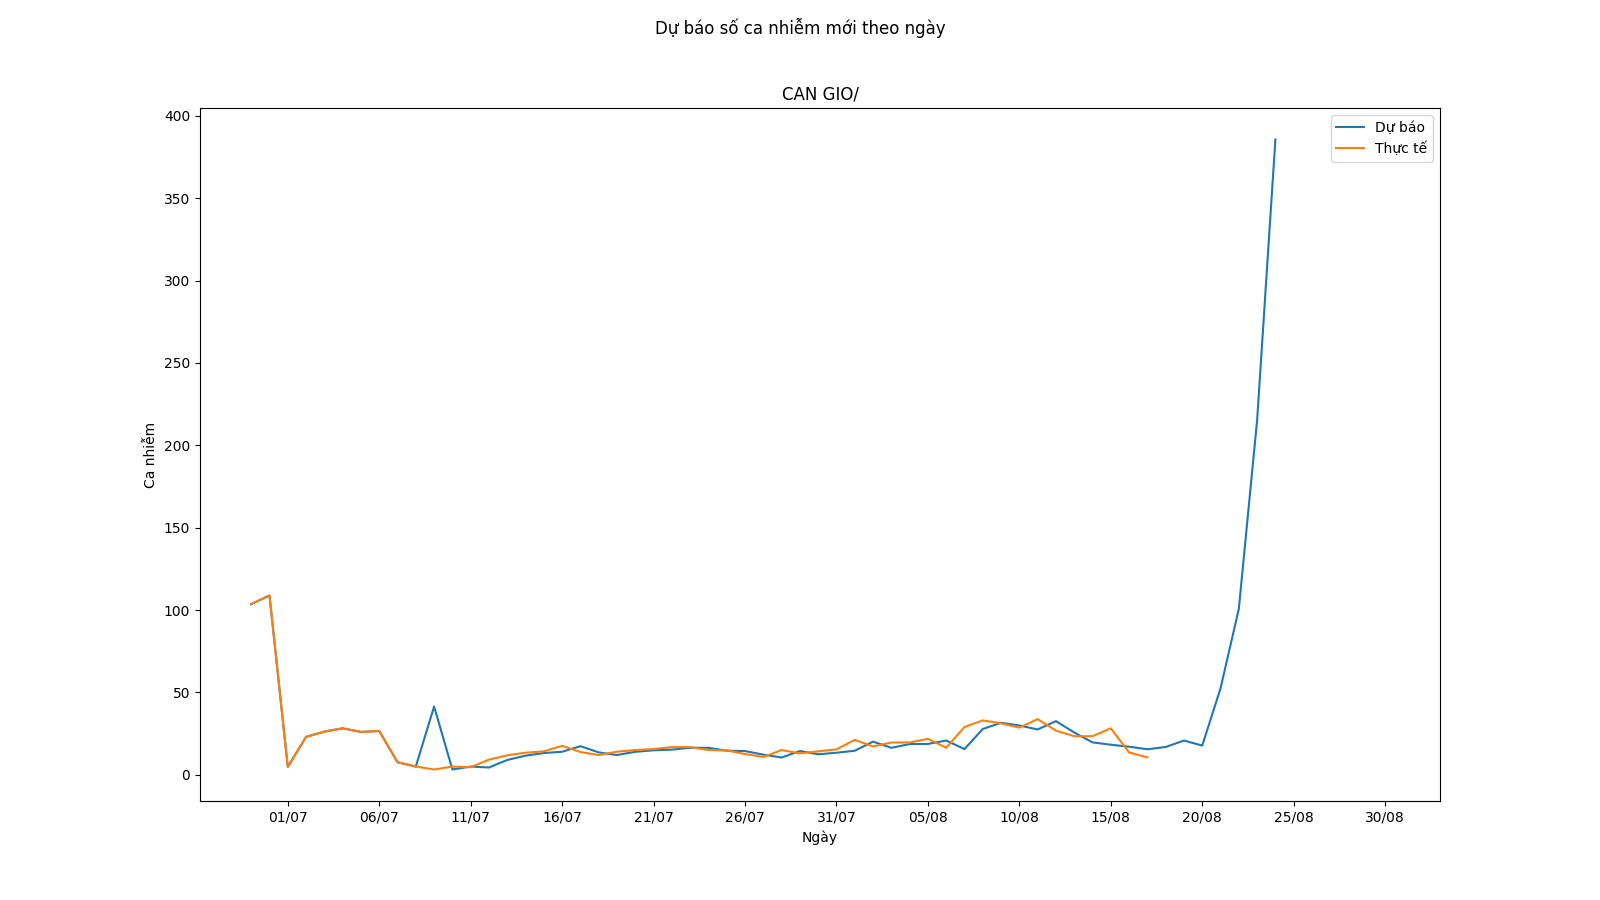 Dự báo số ca nhiễm mới theo ngày
CAN GIO/
Dự báo
Thực tế
Ca nhiễm
400
350
300
250
200
150
100
50
0
01/07 06/07 11/07 16/07 21/07 26/07 31/07 05/08 10/08 15/08 20/08 25/08 30/08
Ngày